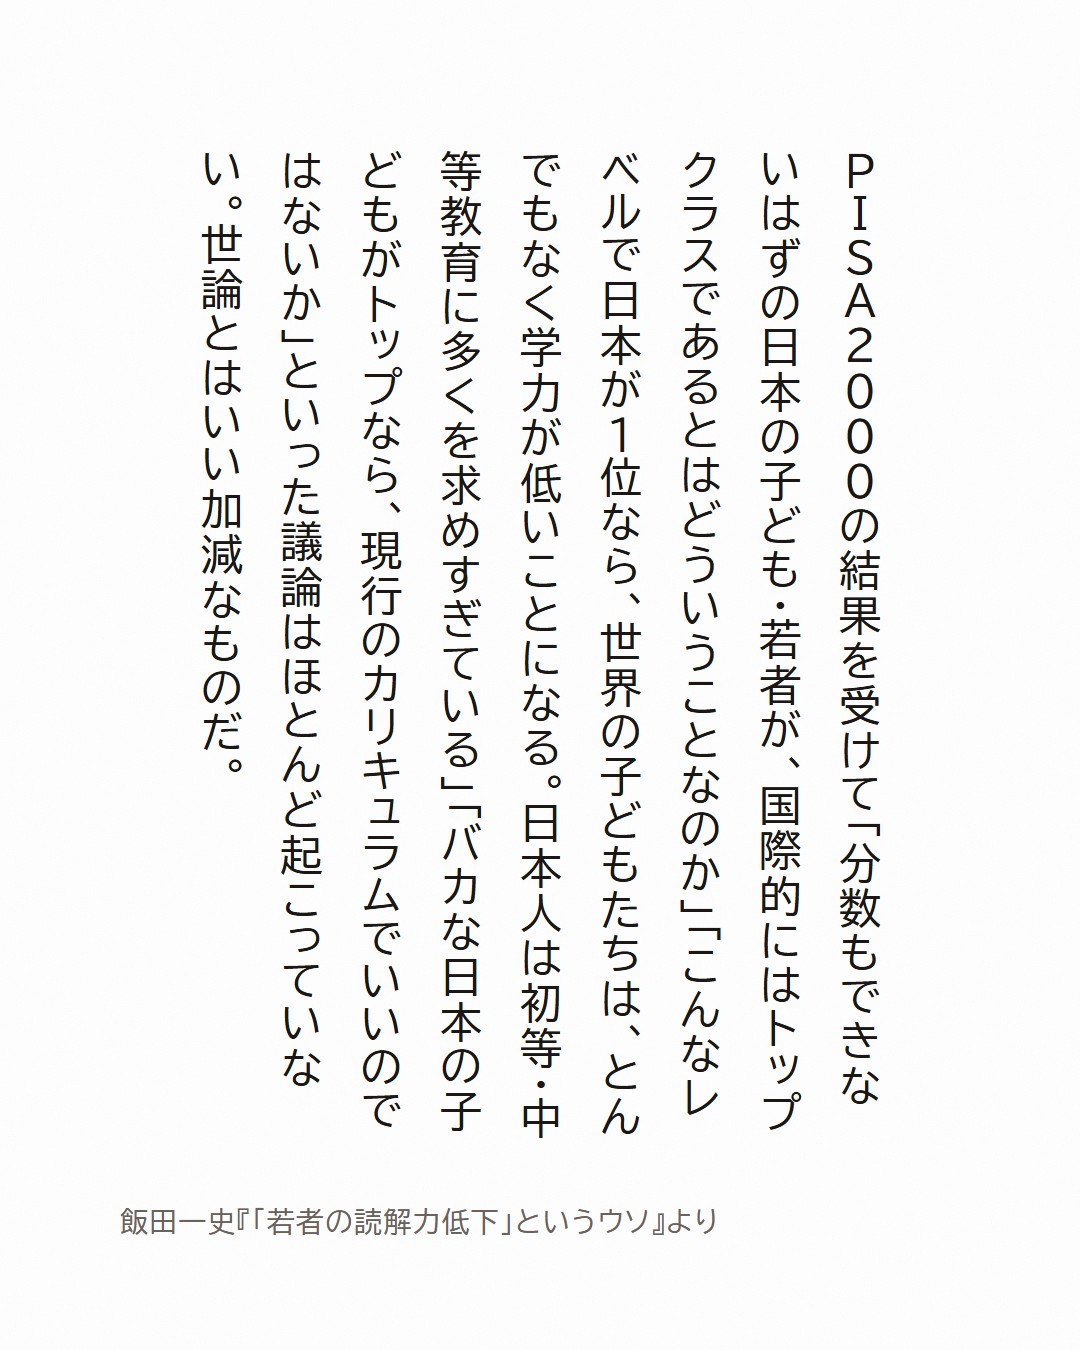 ＰＩＳＡ２０００の結果を受けて「分数もできな
いはずの日本の子ども・若者が、国際的にはトップ
クラスであるとはどういうことなのか」「こんなレ
ベルで日本が１位なら、世界の子どもたちは、とん
でもなく学力が低いことになる。日本人は初等・中
等教育に多くを求めすぎている」「バカな日本の子
どもがトップなら、現行のカリキュラムでいいので
はないか」といった議論はほとんど起こっていな
い。世論とはいい加減なものだ。
飯田一史『「若者の読解力低下」というウソ』より